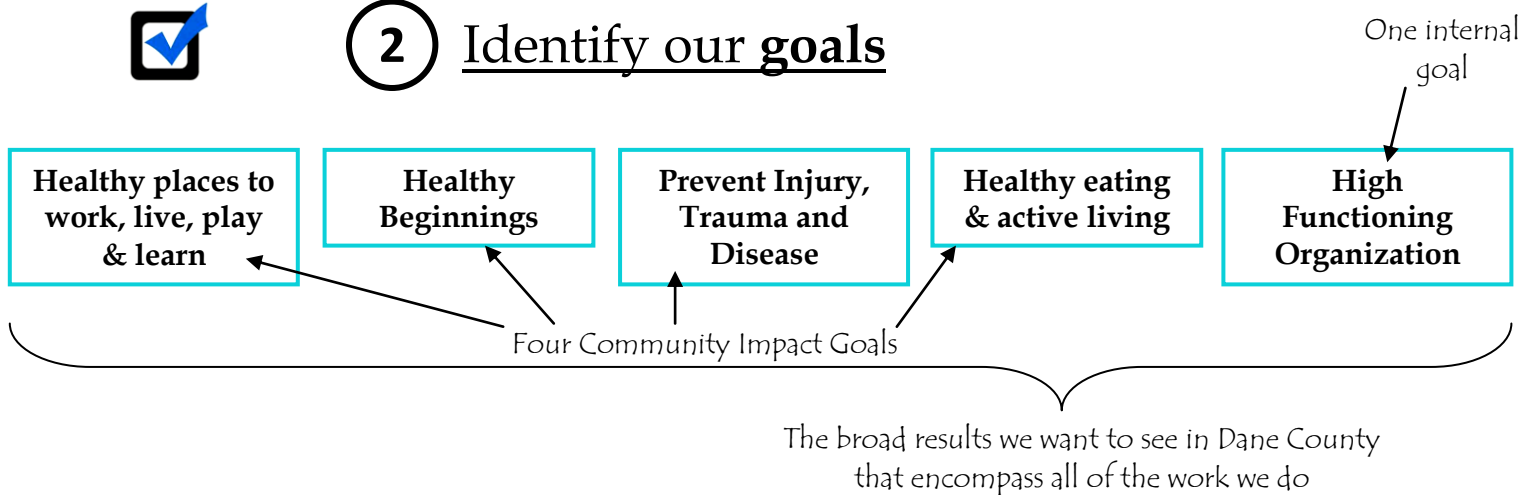 2 Identify our goals
One internal
goal
Healthy places to
work, live, play
& learn
Healthy
Beginnings
Prevent Injury,
Trauma and
Disease
Healthy eating
& active living
High
Functioning
Organization
Four Community Impact Goals
The broad results we want to see in Dane County
that encompass all of the work we do